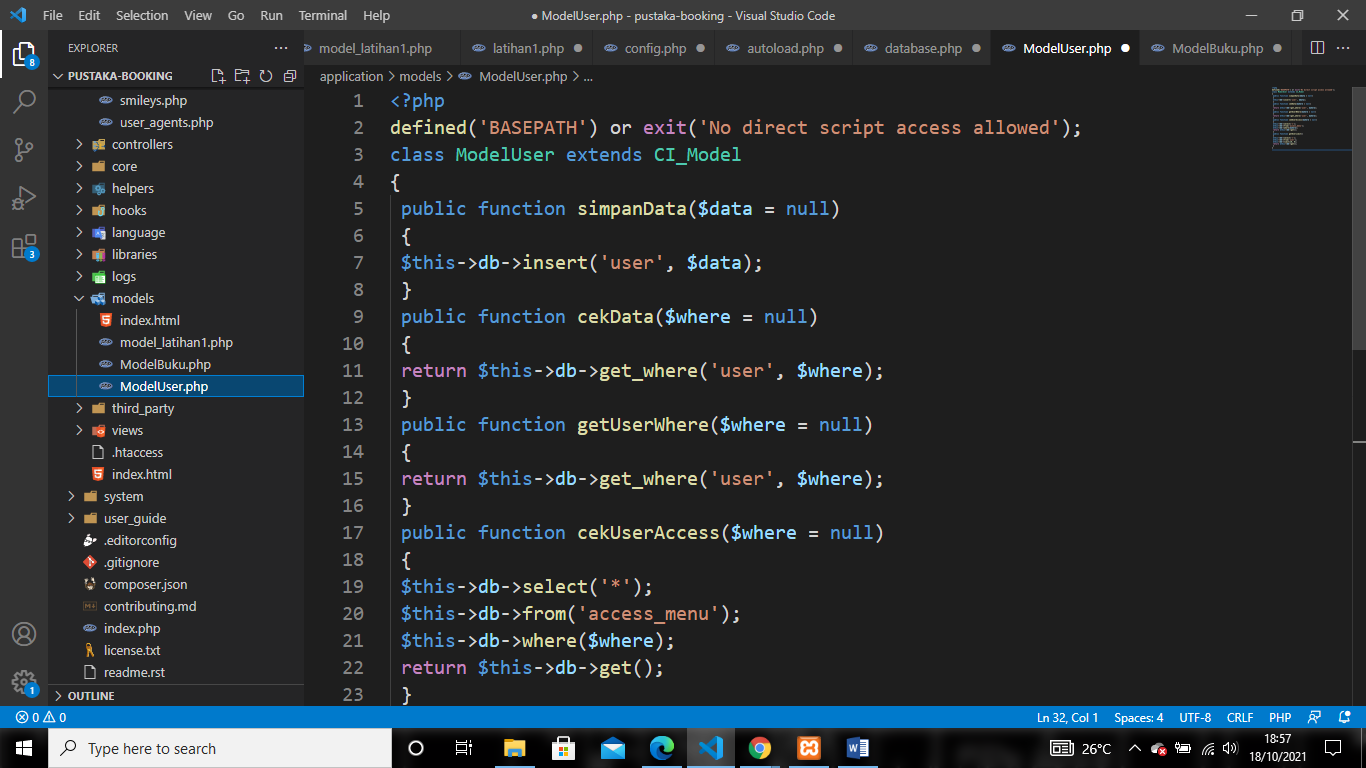 File Edit Selection View Go Run Terminal Help
● ModelUser.php - pustaka-booking - Visual Studio Code
EXPLORER ...
model_latihan1.php latihan1.php ● config.php ● autoload.php ● database.php ● ModelUser.php ● ModelBuku.php ● ...
PUSTAKA-BOOKING
application > models > ModelUser.php > ...
smileys.php
user_agents.php
controllers
core
helpers
hooks
language
libraries
logs
models
index.html
model_latihan1.php
ModelBuku.php
ModelUser.php
third_party
views
.htaccess
index.html
system
user_guide
.editorconfig
.gitignore
composer.json
contributing.md
index.php
license.txt
readme.rst
OUTLINE
8
3
1
1 <?php
2 defined('BASEPATH') or exit('No direct script access allowed');
3 class ModelUser extends CI_Model
4 {
5 public function simpanData($data = null)
6 {
7 $this->db->insert('user', $data);
8 }
9 public function cekData($where = null)
10 {
11 return $this->db->get_where('user', $where);
12 }
13 public function getUserWhere($where = null)
14 {
15 return $this->db->get_where('user', $where);
16 }
17 public function cekUserAccess($where = null)
18 {
19 $this->db->select('*');
20 $this->db->from('access_menu');
21 $this->db->where($where);
22 return $this->db->get();
23 }
0 0 Ln 32, Col 1 Spaces: 4 UTF-8 CRLF PHP
Type here to search
26°C
18:57
18/10/2021